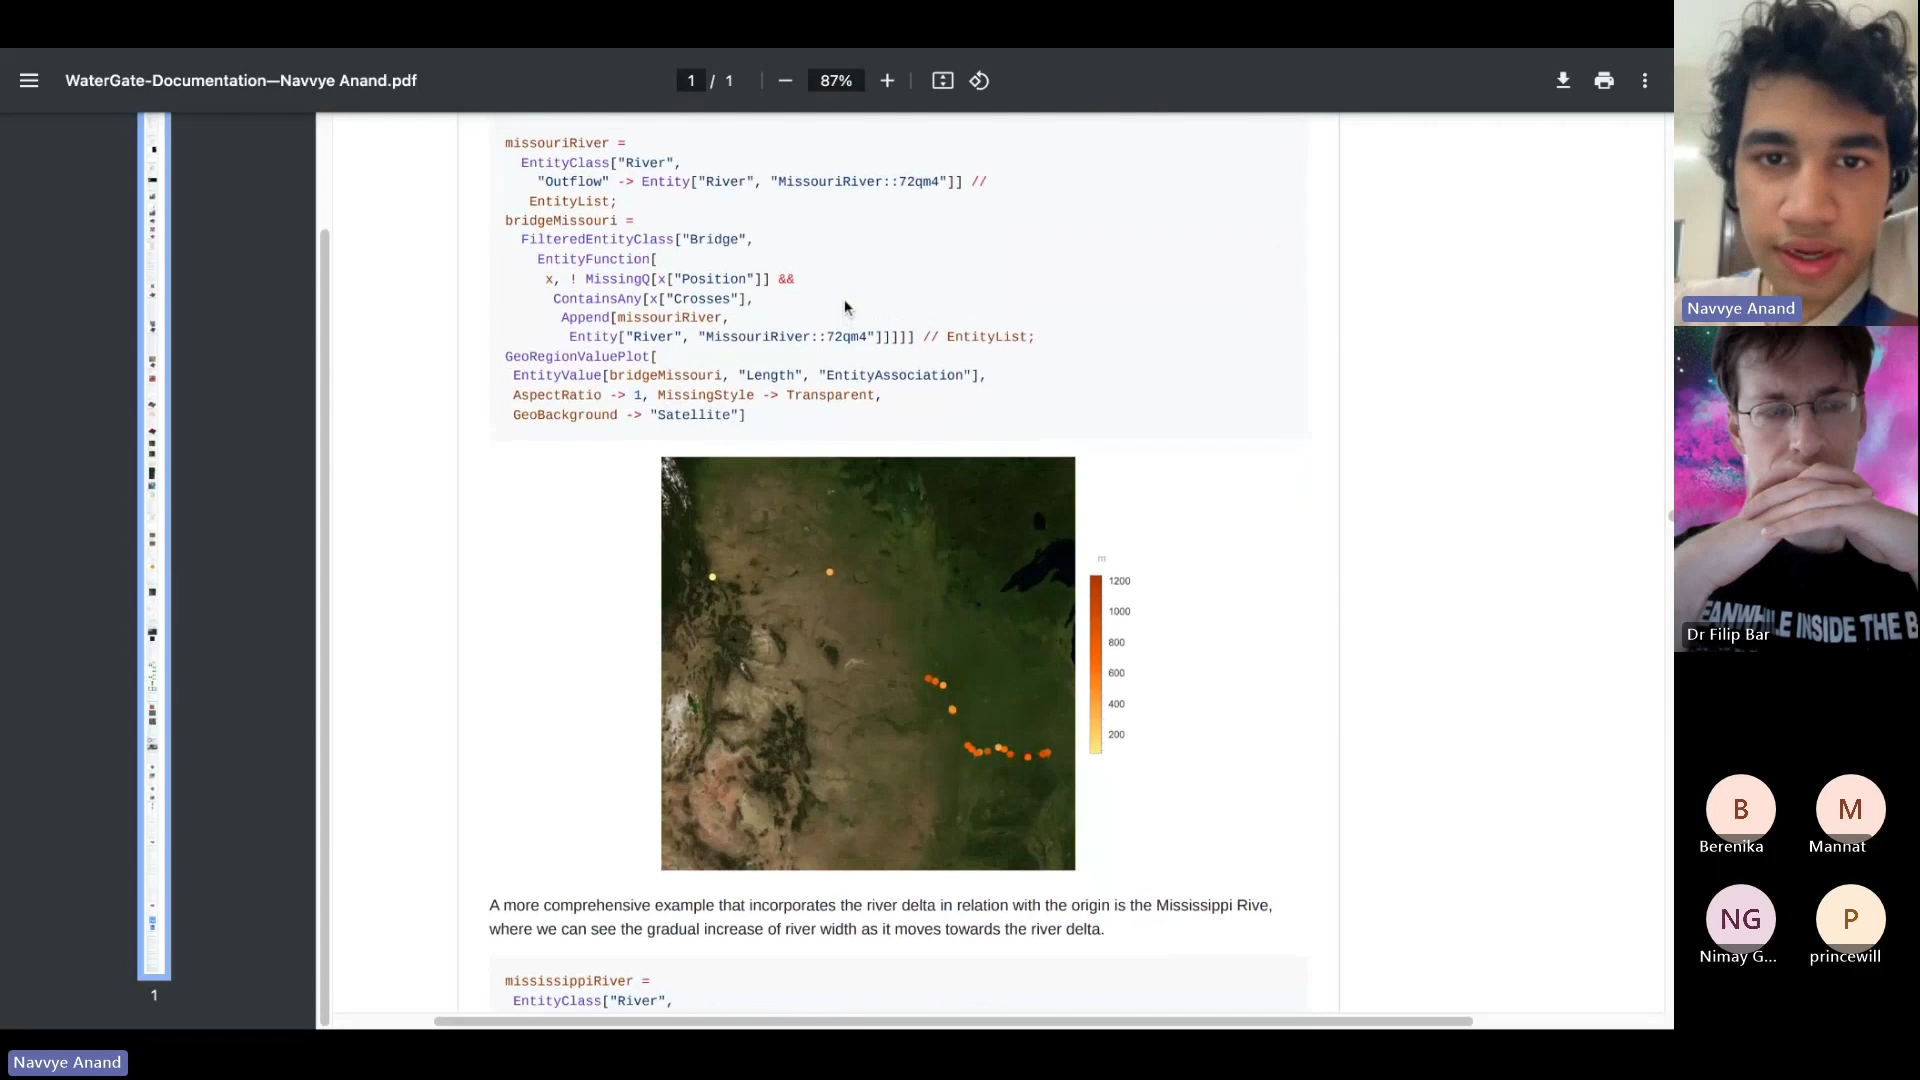 WaterGate-Documentation—Navvye Anand.pdf
1 / 1
87%
missouriRiver =
EntityClass["River",
"Outflow" -> Entity["River", "MissouriRiver::72qm4"]] //
EntityList;
bridgeMissouri =
FilteredEntityClass["Bridge",
EntityFunction[
x, ! MissingQ[x["Position"]] &&
ContainsAny[x["Crosses"],
Append[missouriRiver,
Entity["River", "MissouriRiver::72qm4"]]]]] // EntityList;
GeoRegionValuePlot[
EntityValue[bridgeMissouri, "Length", "EntityAssociation"],
AspectRatio -> 1, MissingStyle -> Transparent,
GeoBackground -> "Satellite"]
m
1200
1000
800
600
400
200
A more comprehensive example that incorporates the river delta in relation with the origin is the Mississippi Rive,
where we can see the gradual increase of river width as it moves towards the river delta.
mississippiRiver =
EntityClass["River",
1
Navvye Anand
Navvye Anand
EANWHILE INSIDE THE B
Dr Filip Bar
B
Berenika
M
Mannat
NG
Nimay G...
P
princewill